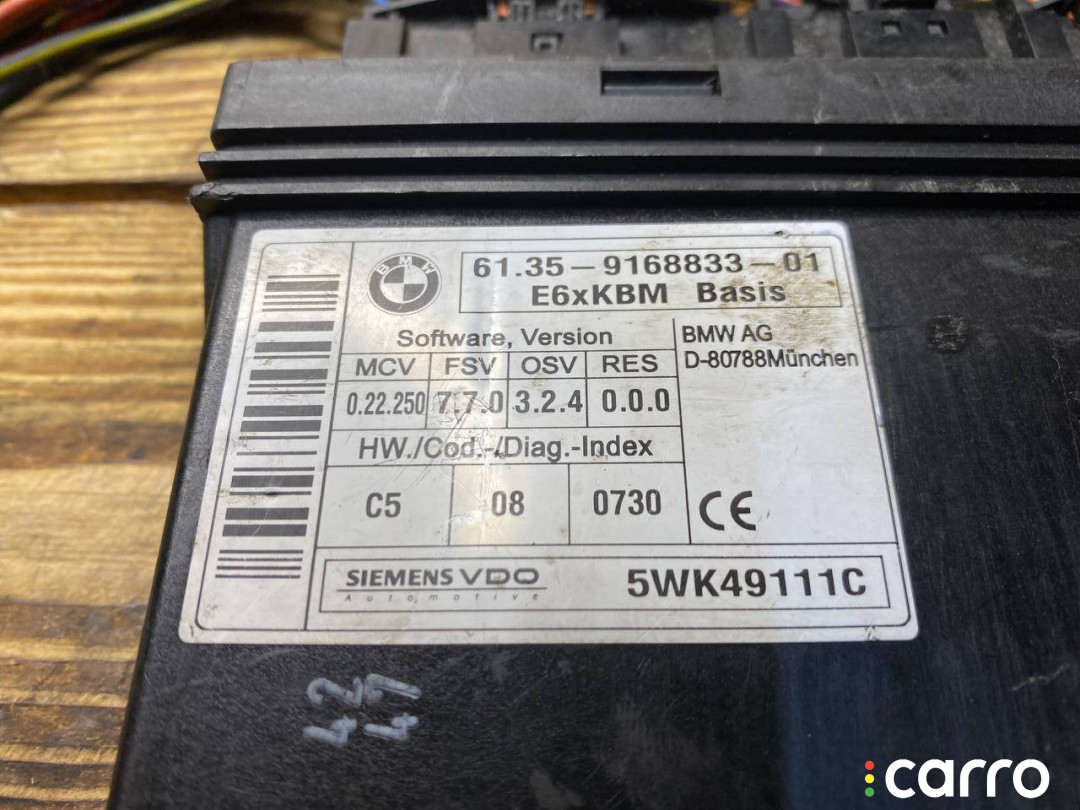 BMW
61.35-9168833-01
E6xKBM Basis
Software, Version
MCV FSV OSV RES
0.22.250 7.7.0 3.2.4 0.0.0
HW./Cod.-/Diag.-Index
C5 08 0730
BMW AG
D-80788München
CE
SIEMENS VDO
Automotive
5WK49111C
carro